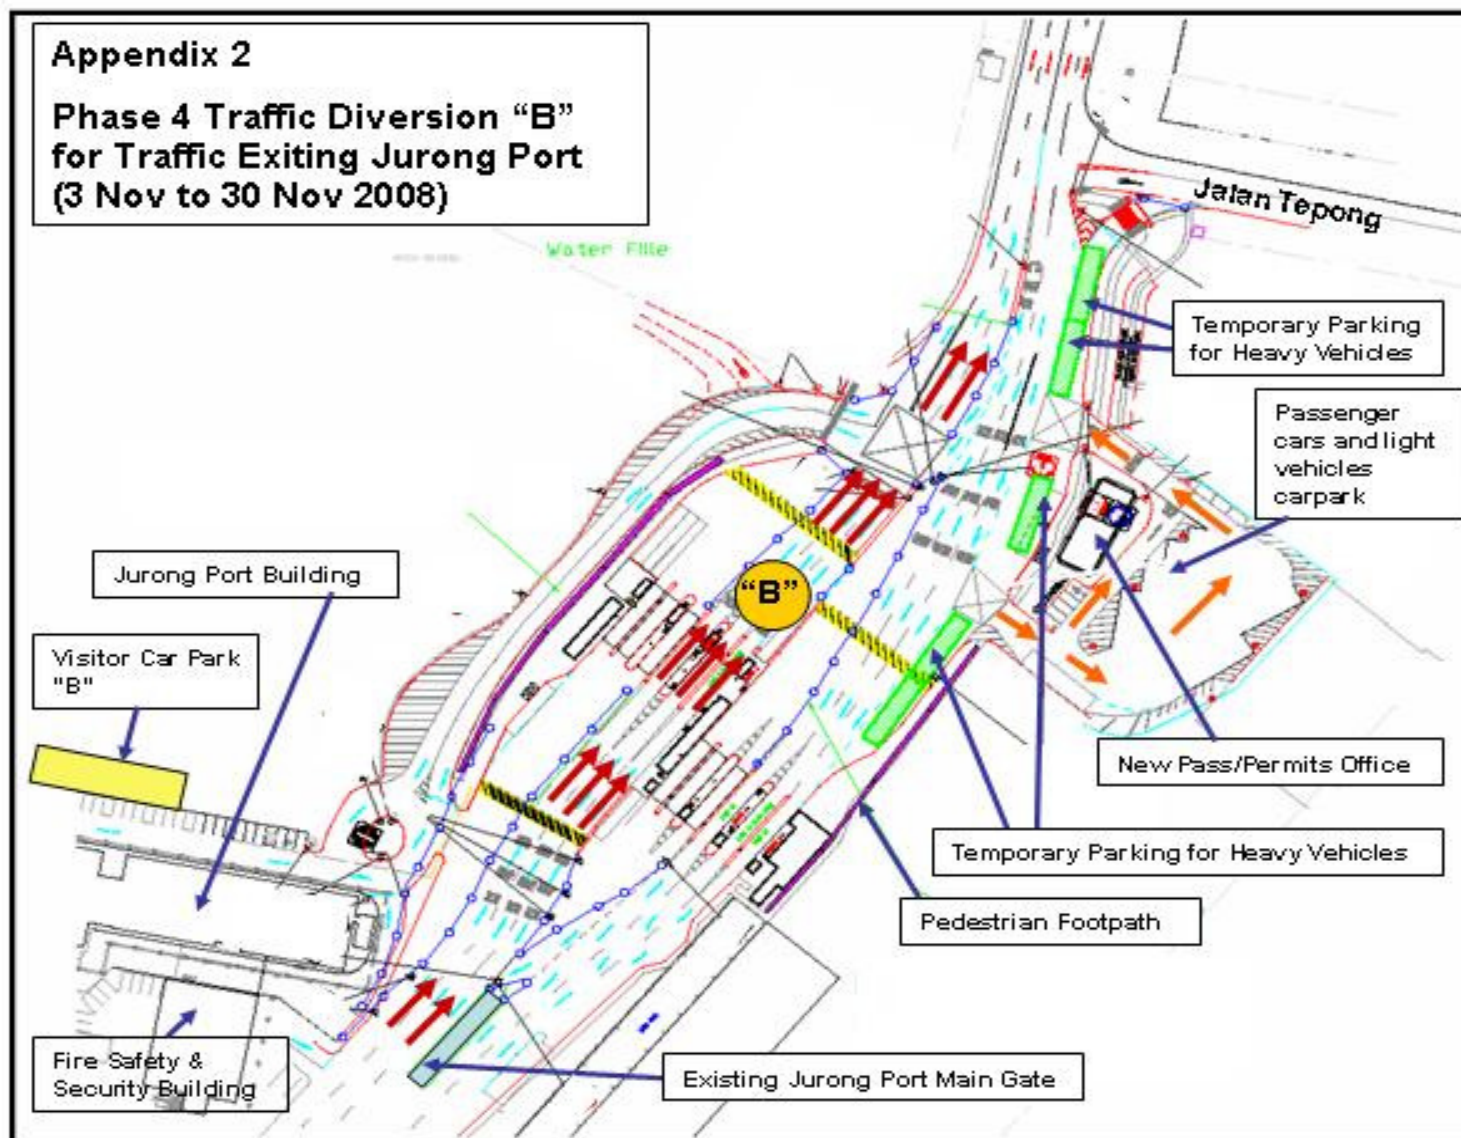 Appendix 2
Phase 4 Traffic Diversion “B”
for Traffic Exiting Jurong Port
(3 Nov to 30 Nov 2008)
Jalan Tepong
Temporary Parking
for Heavy Vehicles
Passenger
cars and light
vehicles
carpark
Jurong Port Building
“B”
Visitor Car Park
"B"
New Pass/Permits Office
Temporary Parking for Heavy Vehicles
Pedestrian Footpath
Fire Safety &
Security Building
Existing Jurong Port Main Gate
Water